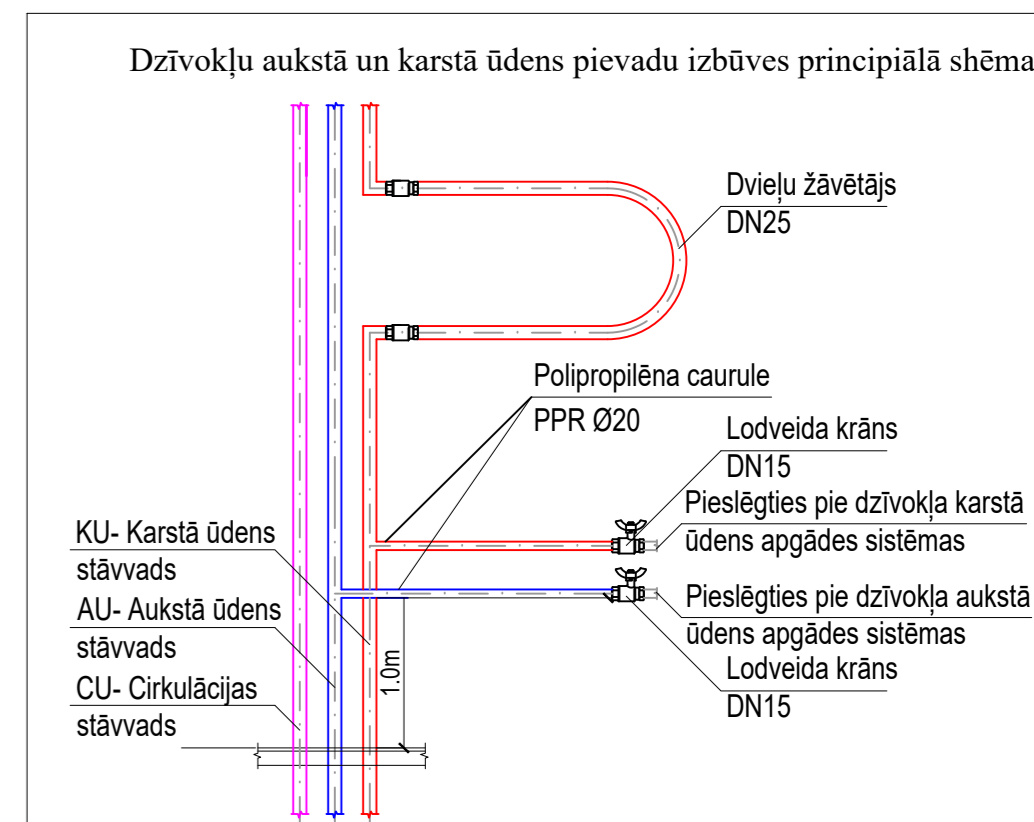 Dzīvokļu aukstā un karstā ūdens pievadu izbūves principiālā shēma
Dvieļu žāvētājs
DN25
Polipropilēna caurule
PPR Ø20
Lodveida krāns
DN15
Pieslēgties pie dzīvokļa karstā
ūdens apgādes sistēmas
KU- Karstā ūdens
stāvvads
AU- Aukstā ūdens
stāvvads
CU- Cirkulācijas
stāvvads
1.0m
Pieslēgties pie dzīvokļa aukstā
ūdens apgādes sistēmas
Lodveida krāns
DN15